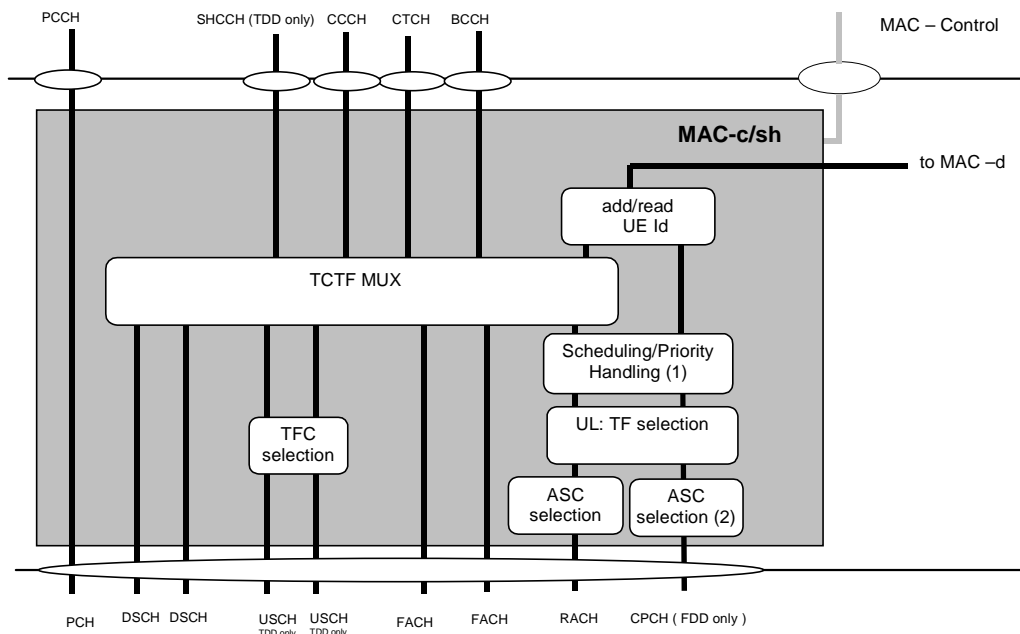 PCCH
SHCCH (TDD only)
CCCH
CTCH
BCCH
MAC – Control
MAC-c/sh
to MAC –d
add/read
UE Id
TCTF MUX
Scheduling/Priority
Handling (1)
UL: TF selection
TFC
selection
ASC
selection
ASC
selection (2)
PCH
DSCH
DSCH
USCH
TDD only
USCH
TDD only
FACH
FACH
RACH
CPCH ( FDD only )